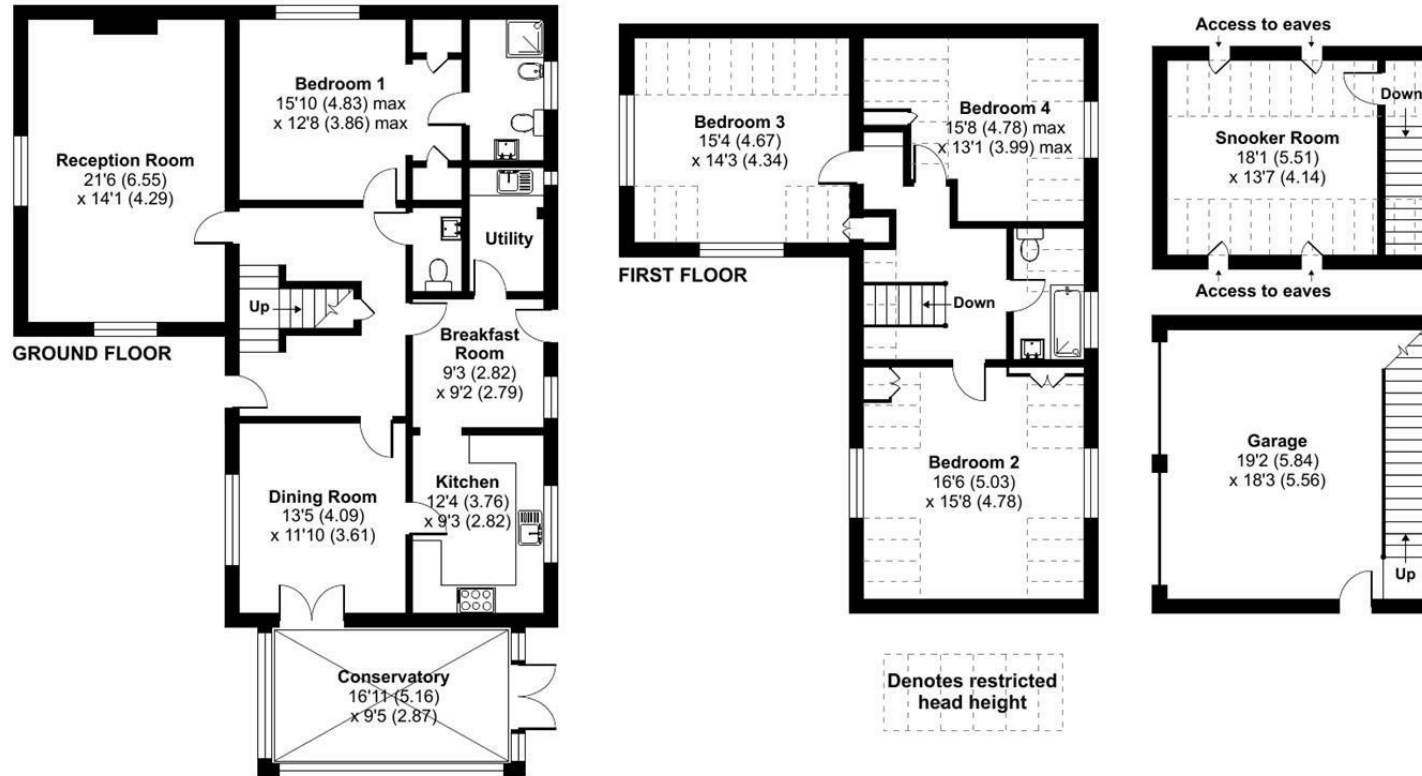 Reception Room
21'6 (6.55)
x 14'1 (4.29)
Bedroom 1
15'10 (4.83) max
x 12'8 (3.86) max
Utility
Up
Breakfast
Room
9'3 (2.82)
x 9'2 (2.79)
GROUND FLOOR
Dining Room
13'5 (4.09)
x 11'10 (3.61)
Kitchen
12'4 (3.76)
x 9'3 (2.82)
Conservatory
16'11 (5.16)
x 9'5 (2.87)
Bedroom 3
15'4 (4.67)
x 14'3 (4.34)
Bedroom 4
15'8 (4.78) max
x 13'1 (3.99) max
FIRST FLOOR
Down
Bedroom 2
16'6 (5.03)
x 15'8 (4.78)
Denotes restricted
head height
Access to eaves
Down
Snooker Room
18'1 (5.51)
x 13'7 (4.14)
Access to eaves
Garage
19'2 (5.84)
x 18'3 (5.56)
Up